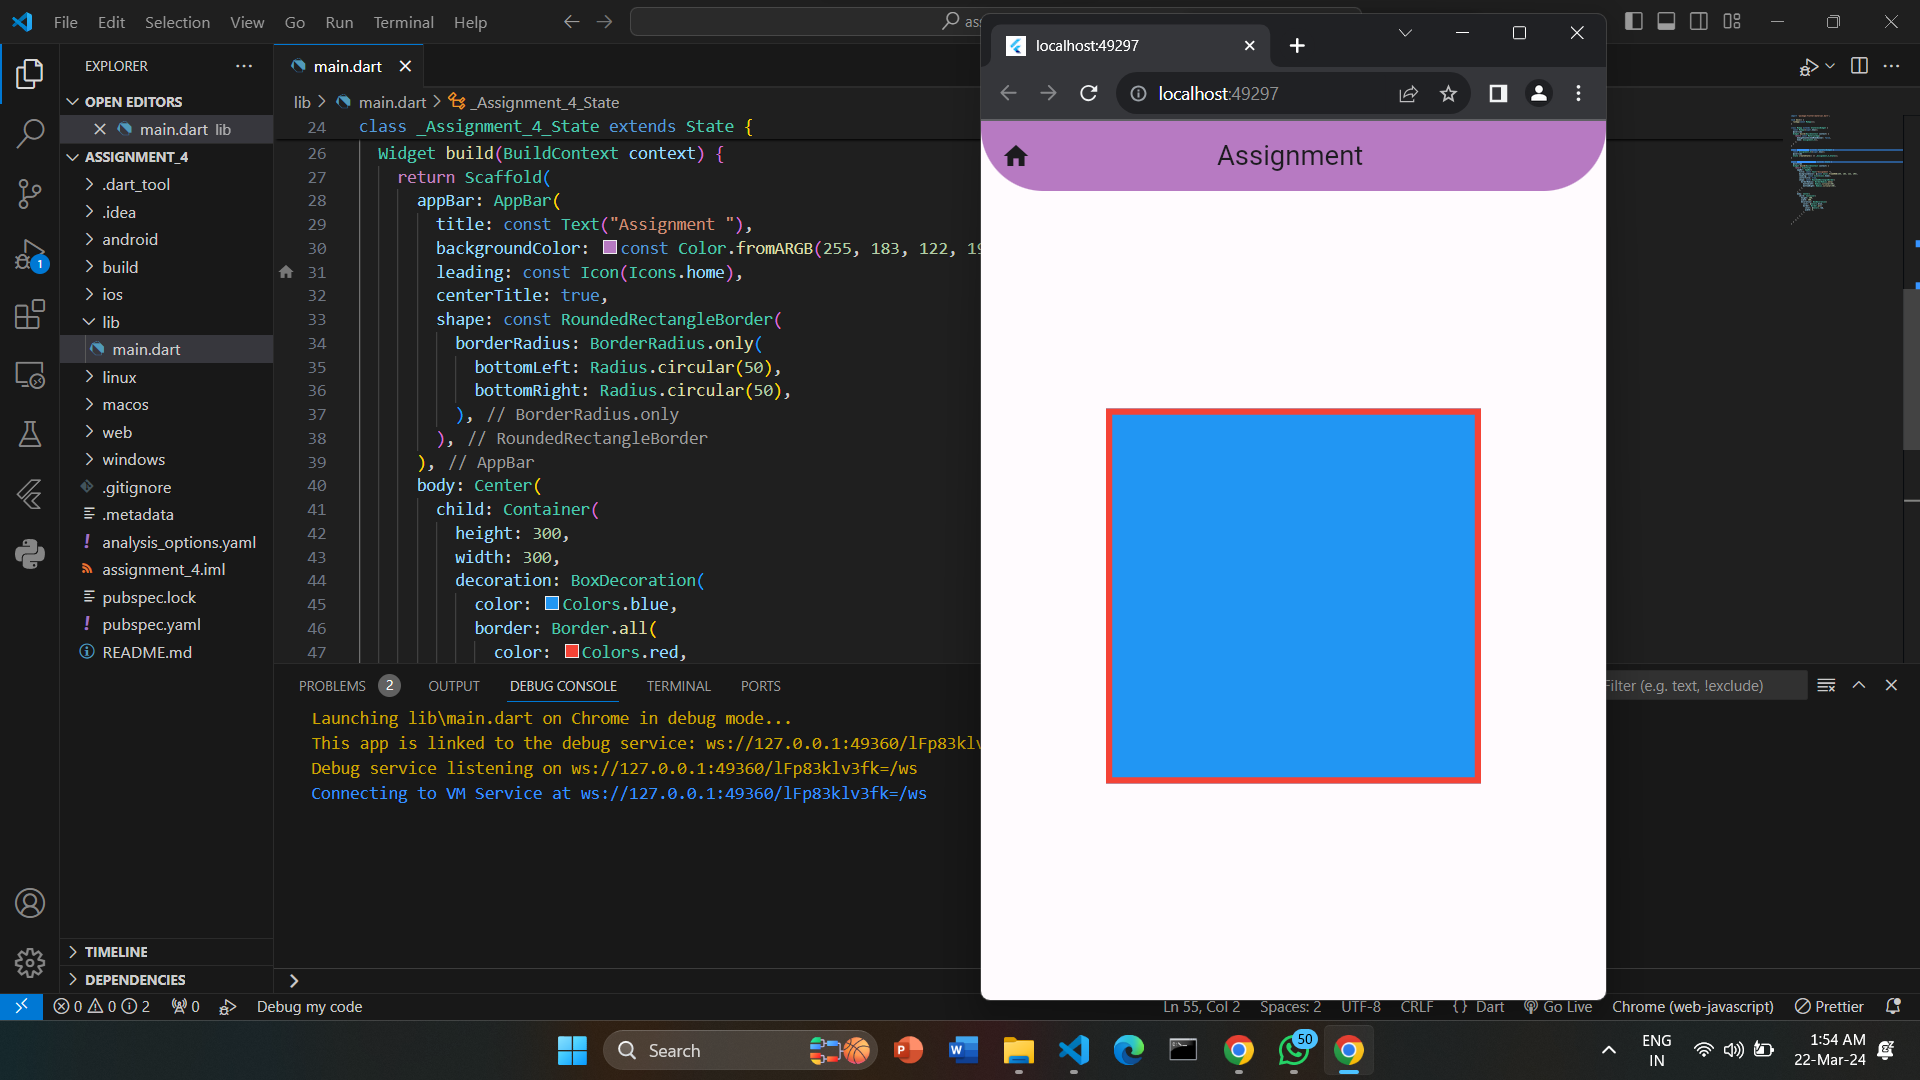 File Edit Selection View Go Run Terminal Help
EXPLORER
OPEN EDITORS
main.dart lib
ASSIGNMENT_4
.dart_tool
.idea
android
build
ios
lib
main.dart
linux
macos
web
windows
.gitignore
.metadata
analysis_options.yaml
assignment_4.iml
pubspec.lock
pubspec.yaml
README.md
TIMELINE
DEPENDENCIES
1
main.dart
lib > main.dart > _Assignment_4_State
24 class _Assignment_4_State extends State {
26 Widget build(BuildContext context) {
27 return Scaffold(
28 appBar: AppBar(
29 title: const Text("Assignment "),
30 backgroundColor: const Color.fromARGB(255, 183, 122, 19
31 leading: const Icon(Icons.home),
32 centerTitle: true,
33 shape: const RoundedRectangleBorder(
34 borderRadius: BorderRadius.only(
35 bottomLeft: Radius.circular(50),
36 bottomRight: Radius.circular(50),
37 ), // BorderRadius.only
38 ), // RoundedRectangleBorder
39 ), // AppBar
40 body: Center(
41 child: Container(
42 height: 300,
43 width: 300,
44 decoration: BoxDecoration(
45 color: Colors.blue,
46 border: Border.all(
47 color: Colors.red,
PROBLEMS 2 OUTPUT DEBUG CONSOLE TERMINAL PORTS
Filter (e.g. text, !exclude)
Launching lib\main.dart on Chrome in debug mode...
This app is linked to the debug service: ws://127.0.0.1:49360/lFp83klv
Debug service listening on ws://127.0.0.1:49360/lFp83klv3fk=/ws
Connecting to VM Service at ws://127.0.0.1:49360/lFp83klv3fk=/ws
localhost:49297
localhost:49297
Assignment
0 0 2 0 Debug my code
Ln 55, Col 2 Spaces: 2 UTF-8 CRLF {} Dart Go Live Chrome (web-javascript) Prettier
Search
50
ENG
IN
1:54 AM
22-Mar-24